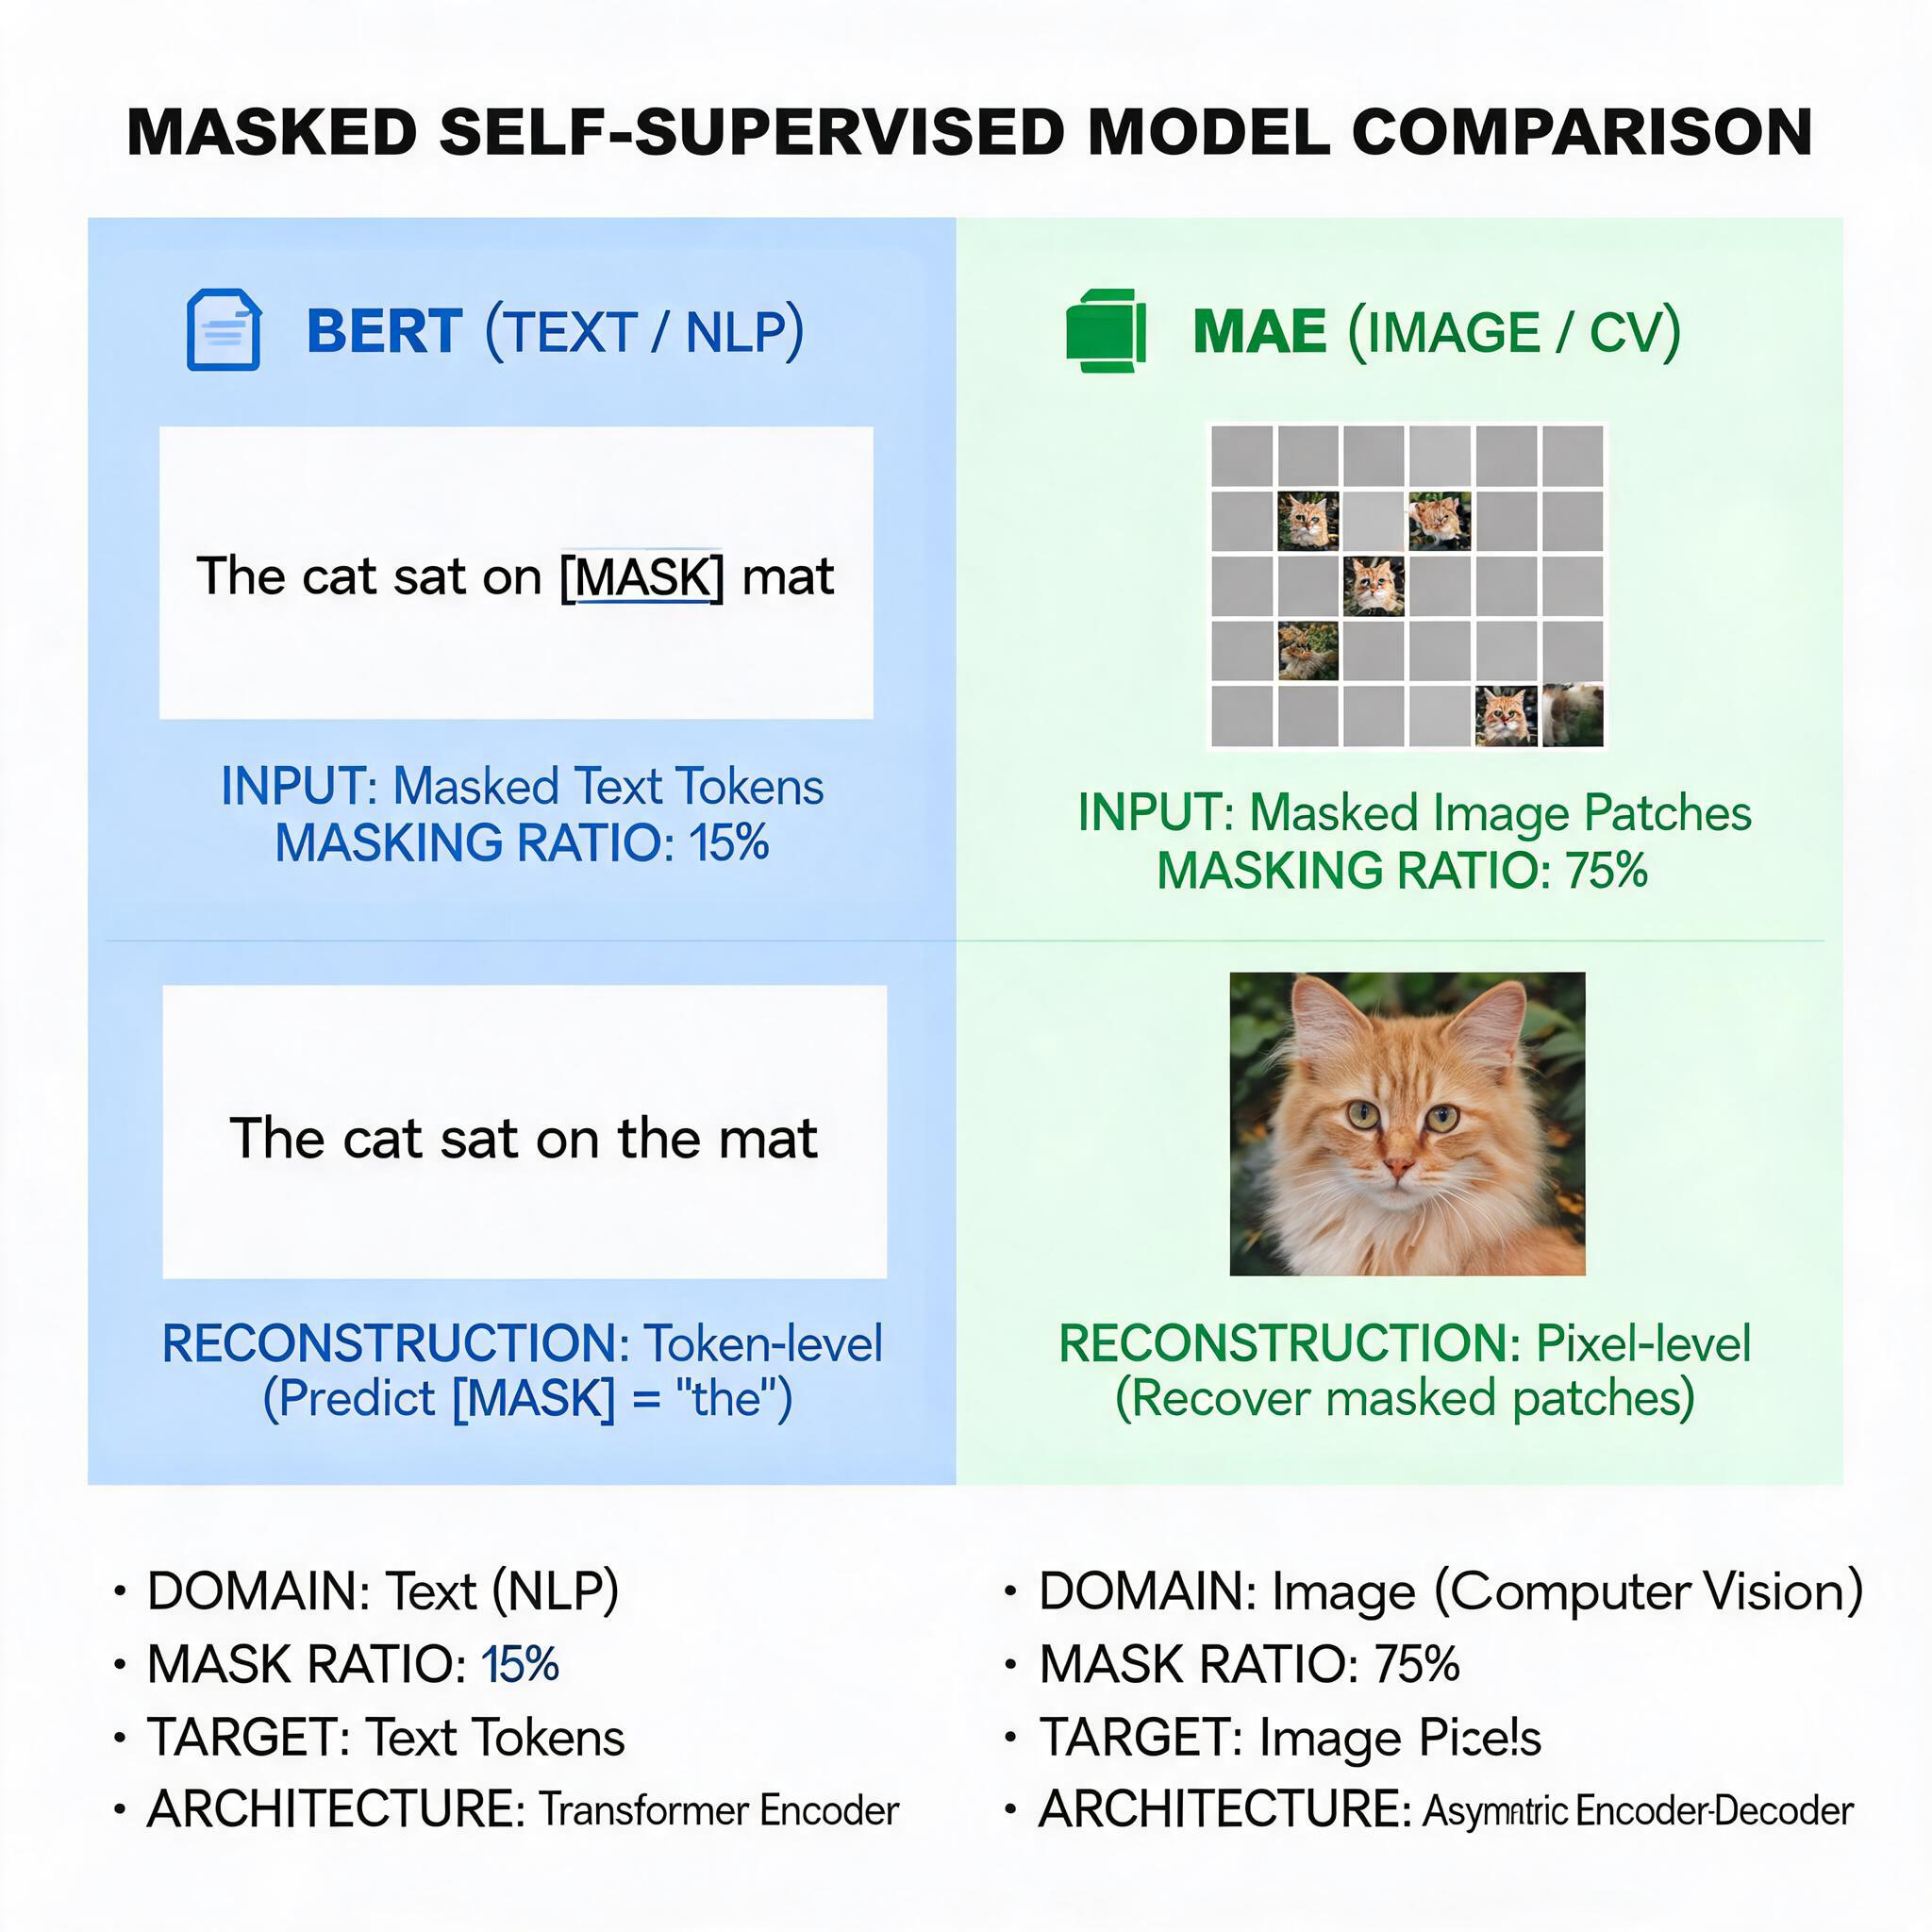 MASKED SELF-SUPERVISED MODEL COMPARISON
BERT (TEXT / NLP)
The cat sat on [MASK] mat
INPUT: Masked Text Tokens
MASKING RATIO: 15%
The cat sat on the mat
RECONSTRUCTION: Token-level
(Predict [MASK] = "the")
MAE (IMAGE / CV)
INPUT: Masked Image Patches
MASKING RATIO: 75%
RECONSTRUCTION: Pixel-level
(Recover masked patches)
• DOMAIN: Text (NLP)
• MASK RATIO: 15%
• TARGET: Text Tokens
• ARCHITECTURE: Transformer Encoder
• DOMAIN: Image (Computer Vision)
• MASK RATIO: 75%
• TARGET: Image
• ARCHITECTURE: Encoder-Decoder